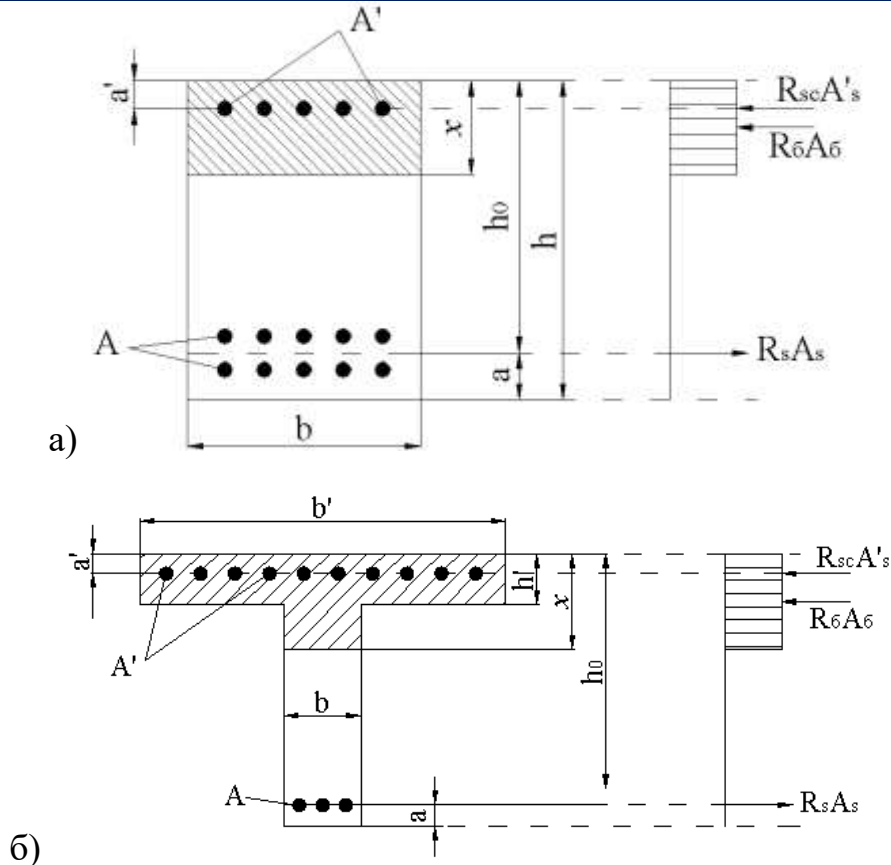 A'
a'
x
RscA's
RбAб
h₀
h
A
RsAs
a
b
а)
b'
a'
h'
x
RscA's
RбAб
A'
h₀
b
A
a
RsAs
б)